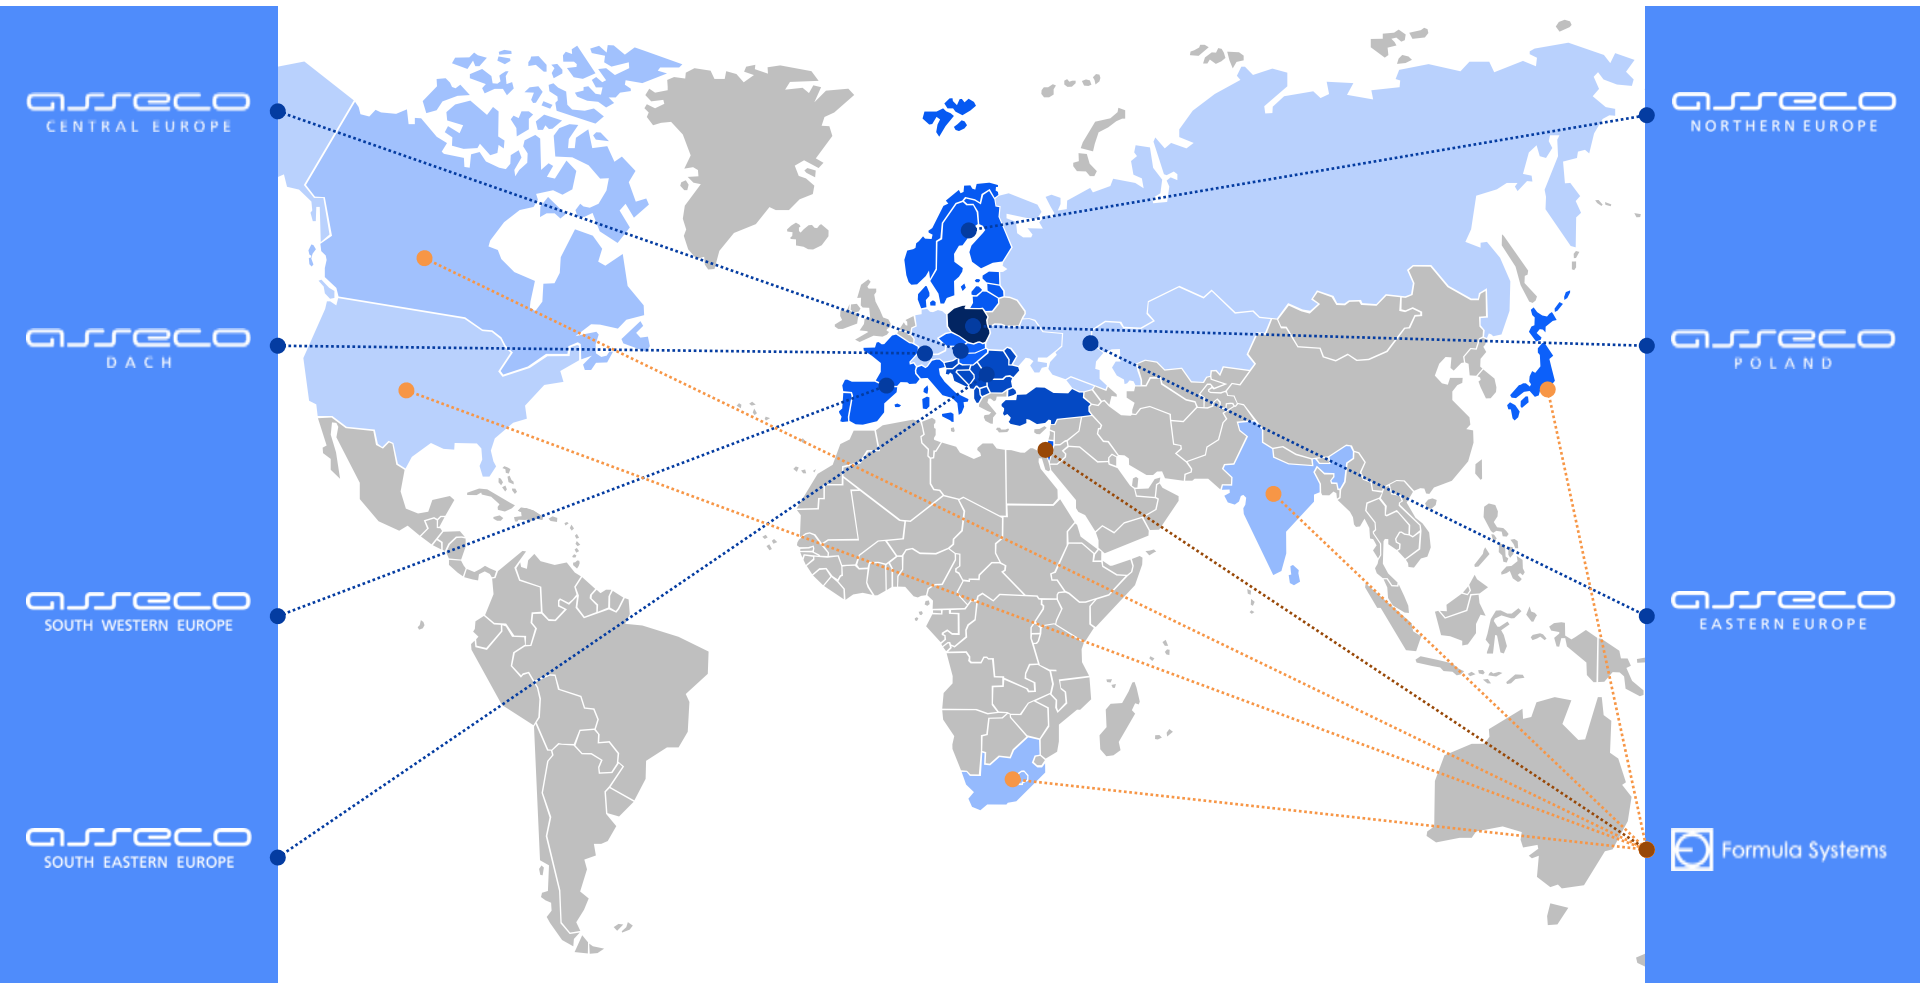 asseco
CENTRAL EUROPE
asseco
DACH
asseco
SOUTH WESTERN EUROPE
asseco
SOUTH EASTERN EUROPE
asseco
NORTHERN EUROPE
asseco
POLAND
asseco
EASTERN EUROPE
Formula Systems